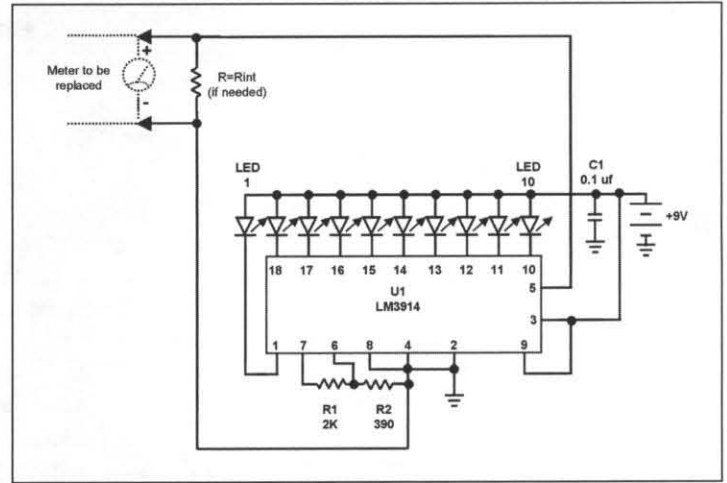 +
Meter to be
replaced
-
R=Rint
(if needed)
LED
1
LED
10
C1
0.1 uf
+9V
18 17 16 15 14 13 12 11 10
U1
LM3914
5
3
1 7 6 8 4 2 9
R1
2K
R2
390